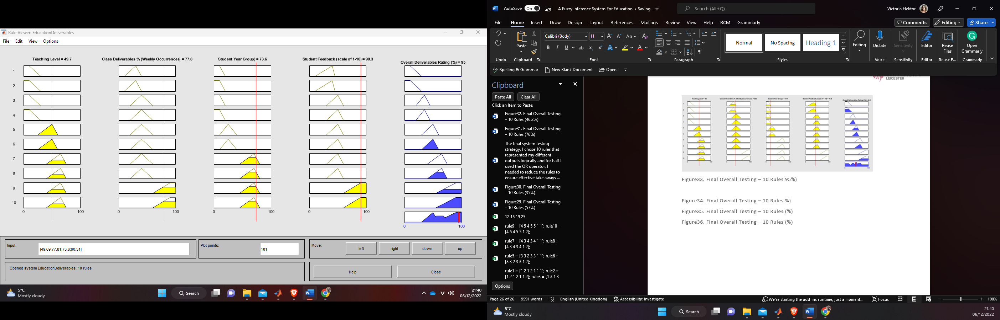 Rule Viewer: EducationDeliverables
File Edit View Options
Teaching Level = 49.7
Class Deliverables % (Weekly Occurrences) = 77.8
Student Year Group) = 73.6
Student Feedback (scale of 1-10) = 90.3
Overall Deliverables Rating (%) = 95
1
2
3
4
5
6
7
8
9
10
0 100
0 100
0 100
0 100
0 100
Input:
[49.69;77.81;73.6;90.31]
Plot points:
101
Move:
left
right
down
up
Opened system EducationDeliverables, 10 rules
Help
Close
5°C
Mostly cloudy
Search
21:40
06/12/2022
AutoSave On
A Fuzzy Inference System For Education • Saving...
Search (Alt+Q)
Victoria Hektor
File Home Insert Draw Design Layout References Mailings Review View Help RCM Grammarly
Comments
Editing
Share
Paste
Calibri (Body)
11
Normal
No Spacing
Heading 1
Editing
Dictate
Sensitivity
Editor
Reuse
Files
Open
Grammarly
Undo
Clipboard
Font
Paragraph
Styles
Voice
Sensitivity
Editor
Reuse F...
Grammarly
Spelling & Grammar
New Blank Document
Open
Clipboard
Paste All
Clear All
Click an Item to Paste:
Figure32. Final Overall Testing
– 10 Rules (46.2%)
Figure31. Final Overall Testing
– 10 Rules (76%)
The final system testing
strategy, I chose 10 rules that
represented my different
outputs logically and for half I
used the OR operator, I
needed to reduce the rules to
ensure effective take aways ...
Figure30. Final Overall Testing
– 10 Rules (35%)
Figure29. Final Overall Testing
– 10 Rules (57%)
12 15 19 25
rule9 = [4 5 4 5 5 1 1]; rule10 =
[4 5 4 5 5 1 2];
rule7 = [4 3 4 3 4 1 1]; rule8 =
[4 3 4 3 4 1 2];
rule5 = [3 3 2 3 3 1 1]; rule6 =
[3 3 2 3 3 1 2];
rule1 = [1 2 1 2 1 1 1]; rule2 =
[1 2 1 2 1 1 2]; rule3 = [1 3 1 3
Options
LEICESTER
Figure33. Final Overall Testing – 10 Rules 95%)
Figure34. Final Overall Testing – 10 Rules %)
Figure35. Final Overall Testing – 10 Rules (%)
Figure36. Final Overall Testing – 10 Rules (%)
Page 26 of 26
9591 words
English (United Kingdom)
Accessibility: Investigate
We're starting the add-ins runtime, just a moment...
Focus
100%
5°C
Mostly cloudy
Search
21:40
06/12/2022